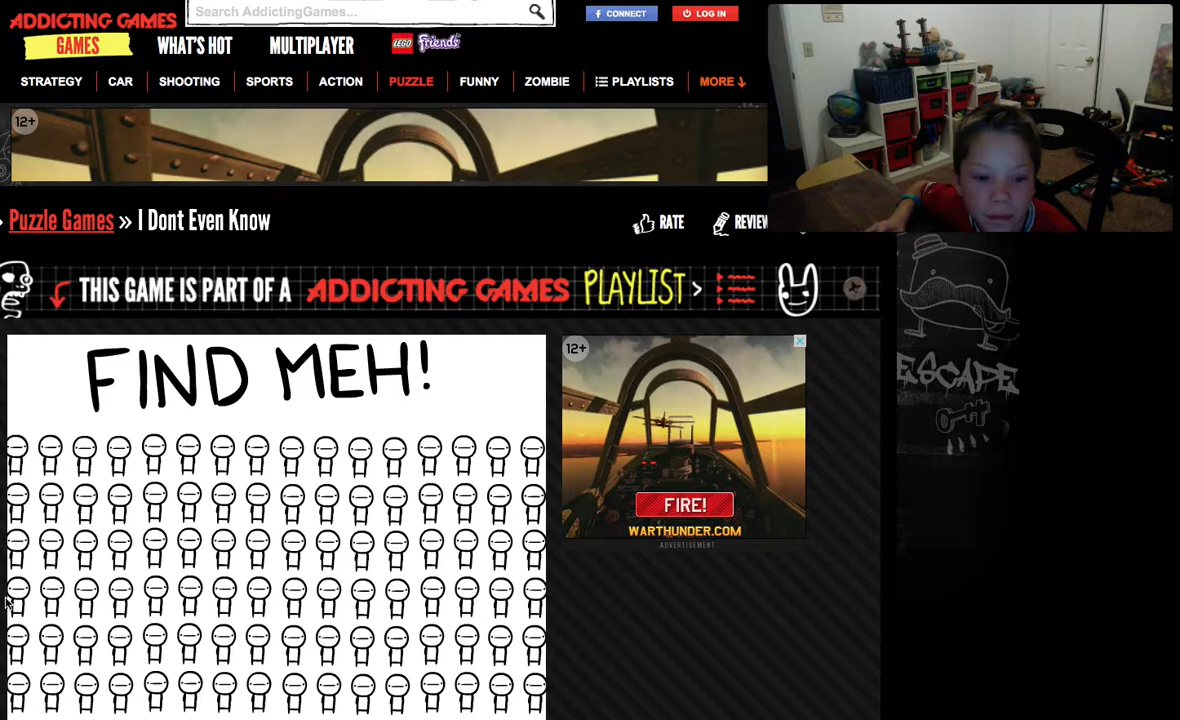 ADDICTING GAMES
Search AddictingGames...
f CONNECT
LOG IN
GAMES
WHAT'S HOT
MULTIPLAYER
LEGO Friends
STRATEGY
CAR
SHOOTING
SPORTS
ACTION
PUZZLE
FUNNY
ZOMBIE
PLAYLISTS
MORE
12+
Puzzle Games » I Dont Even Know
RATE
REVIEW
THIS GAME IS PART OF A ADDICTING GAMES PLAYLIST >
FIND MEH!
12+
FIRE!
WARTHUNDER.COM
ADVERTISEMENT
ESCAPE